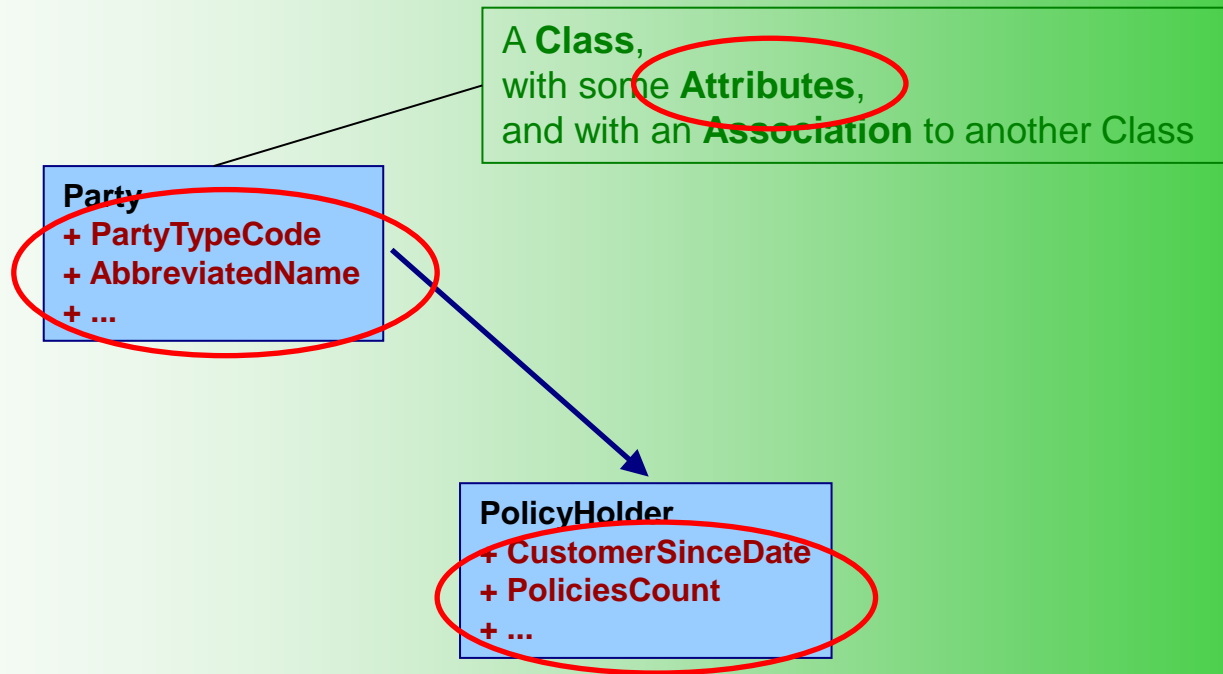 A Class,
with some Attributes,
and with an Association to another Class
Party
+ PartyTypeCode
+ AbbreviatedName
+ ...
PolicyHolder
+ CustomerSinceDate
+ PoliciesCount
+ ...